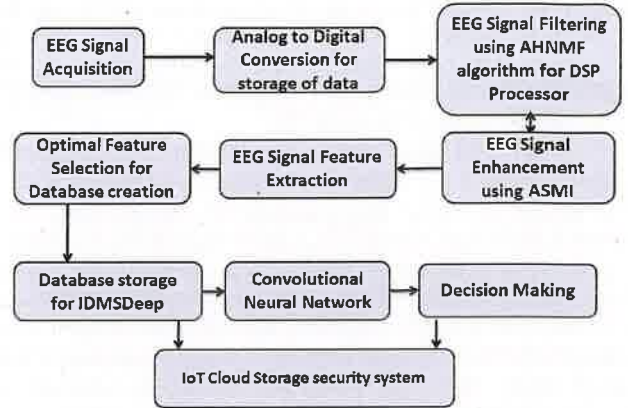 EEG Signal
Acquisition
Analog to Digital
Conversion for
storage of data
EEG Signal Filtering
using AHNMF
algorithm for DSP
Processor
Optimal Feature
Selection for
Database creation
EEG Signal Feature
Extraction
EEG Signal
Enhancement
using ASMI
Database storage
for IDMSDeep
Convolutional
Neural Network
Decision Making
IoT Cloud Storage security system